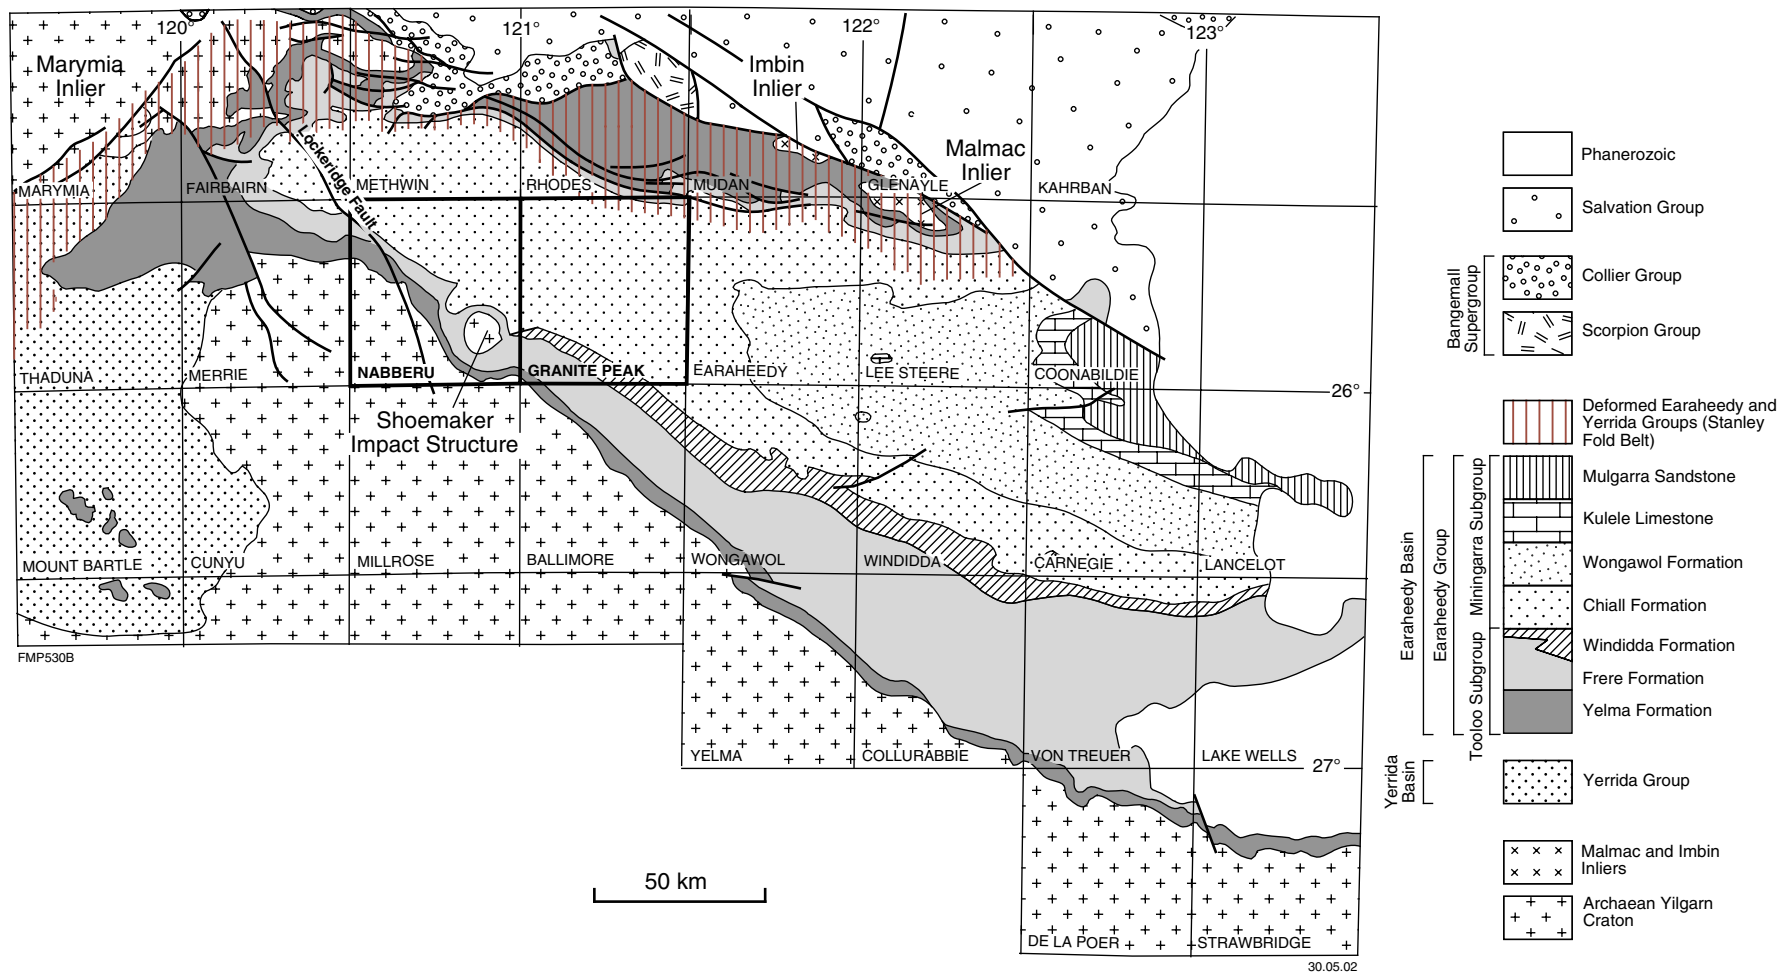 120°
121°
122°
123°
Marymia
Inlier
Imbin
Inlier
Malmac
Inlier
Lockeridge Fault
MARYMIA
FAIRBAIRN
METHWIN
RHODES
MUDAN
GLENAYLE
KAHRBAN
THADUNA
MERRIE
NABBERU
GRANITE PEAK
EARAHEEDY
LEE STEERE
COONABILDIE
26°
Shoemaker
Impact Structure
MOUNT BARTLE
CUNYU
MILLROSE
BALLIMORE
WONGAWOL
WINDIDDA
CARNEGIE
LANCELOT
FMP530B
YELMA
COLLURABBIE
VON TREUER
LAKE WELLS
27°
50 km
DE LA POER
STRAWBRIDGE
30.05.02
Phanerozoic
Salvation Group
Bangemall
Supergroup
Collier Group
Scorpion Group
Deformed Earaheedy and
Yerrida Groups (Stanley
Fold Belt)
Earaheedy Basin
Earaheedy Group
Miningarra Subgroup
Mulgarra Sandstone
Kulele Limestone
Wongawol Formation
Chiall Formation
Tooloo Subgroup
Windidda Formation
Frere Formation
Yelma Formation
Yerrida
Basin
Yerrida Group
Malmac and Imbin
Inliers
Archaean Yilgarn
Craton